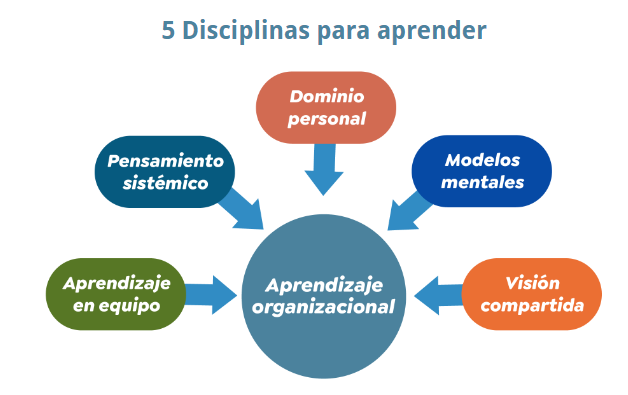 5 Disciplinas para aprender
Dominio
personal
Pensamiento
sistémico
Modelos
mentales
Aprendizaje
en equipo
Aprendizaje
organizacional
Visión
compartida